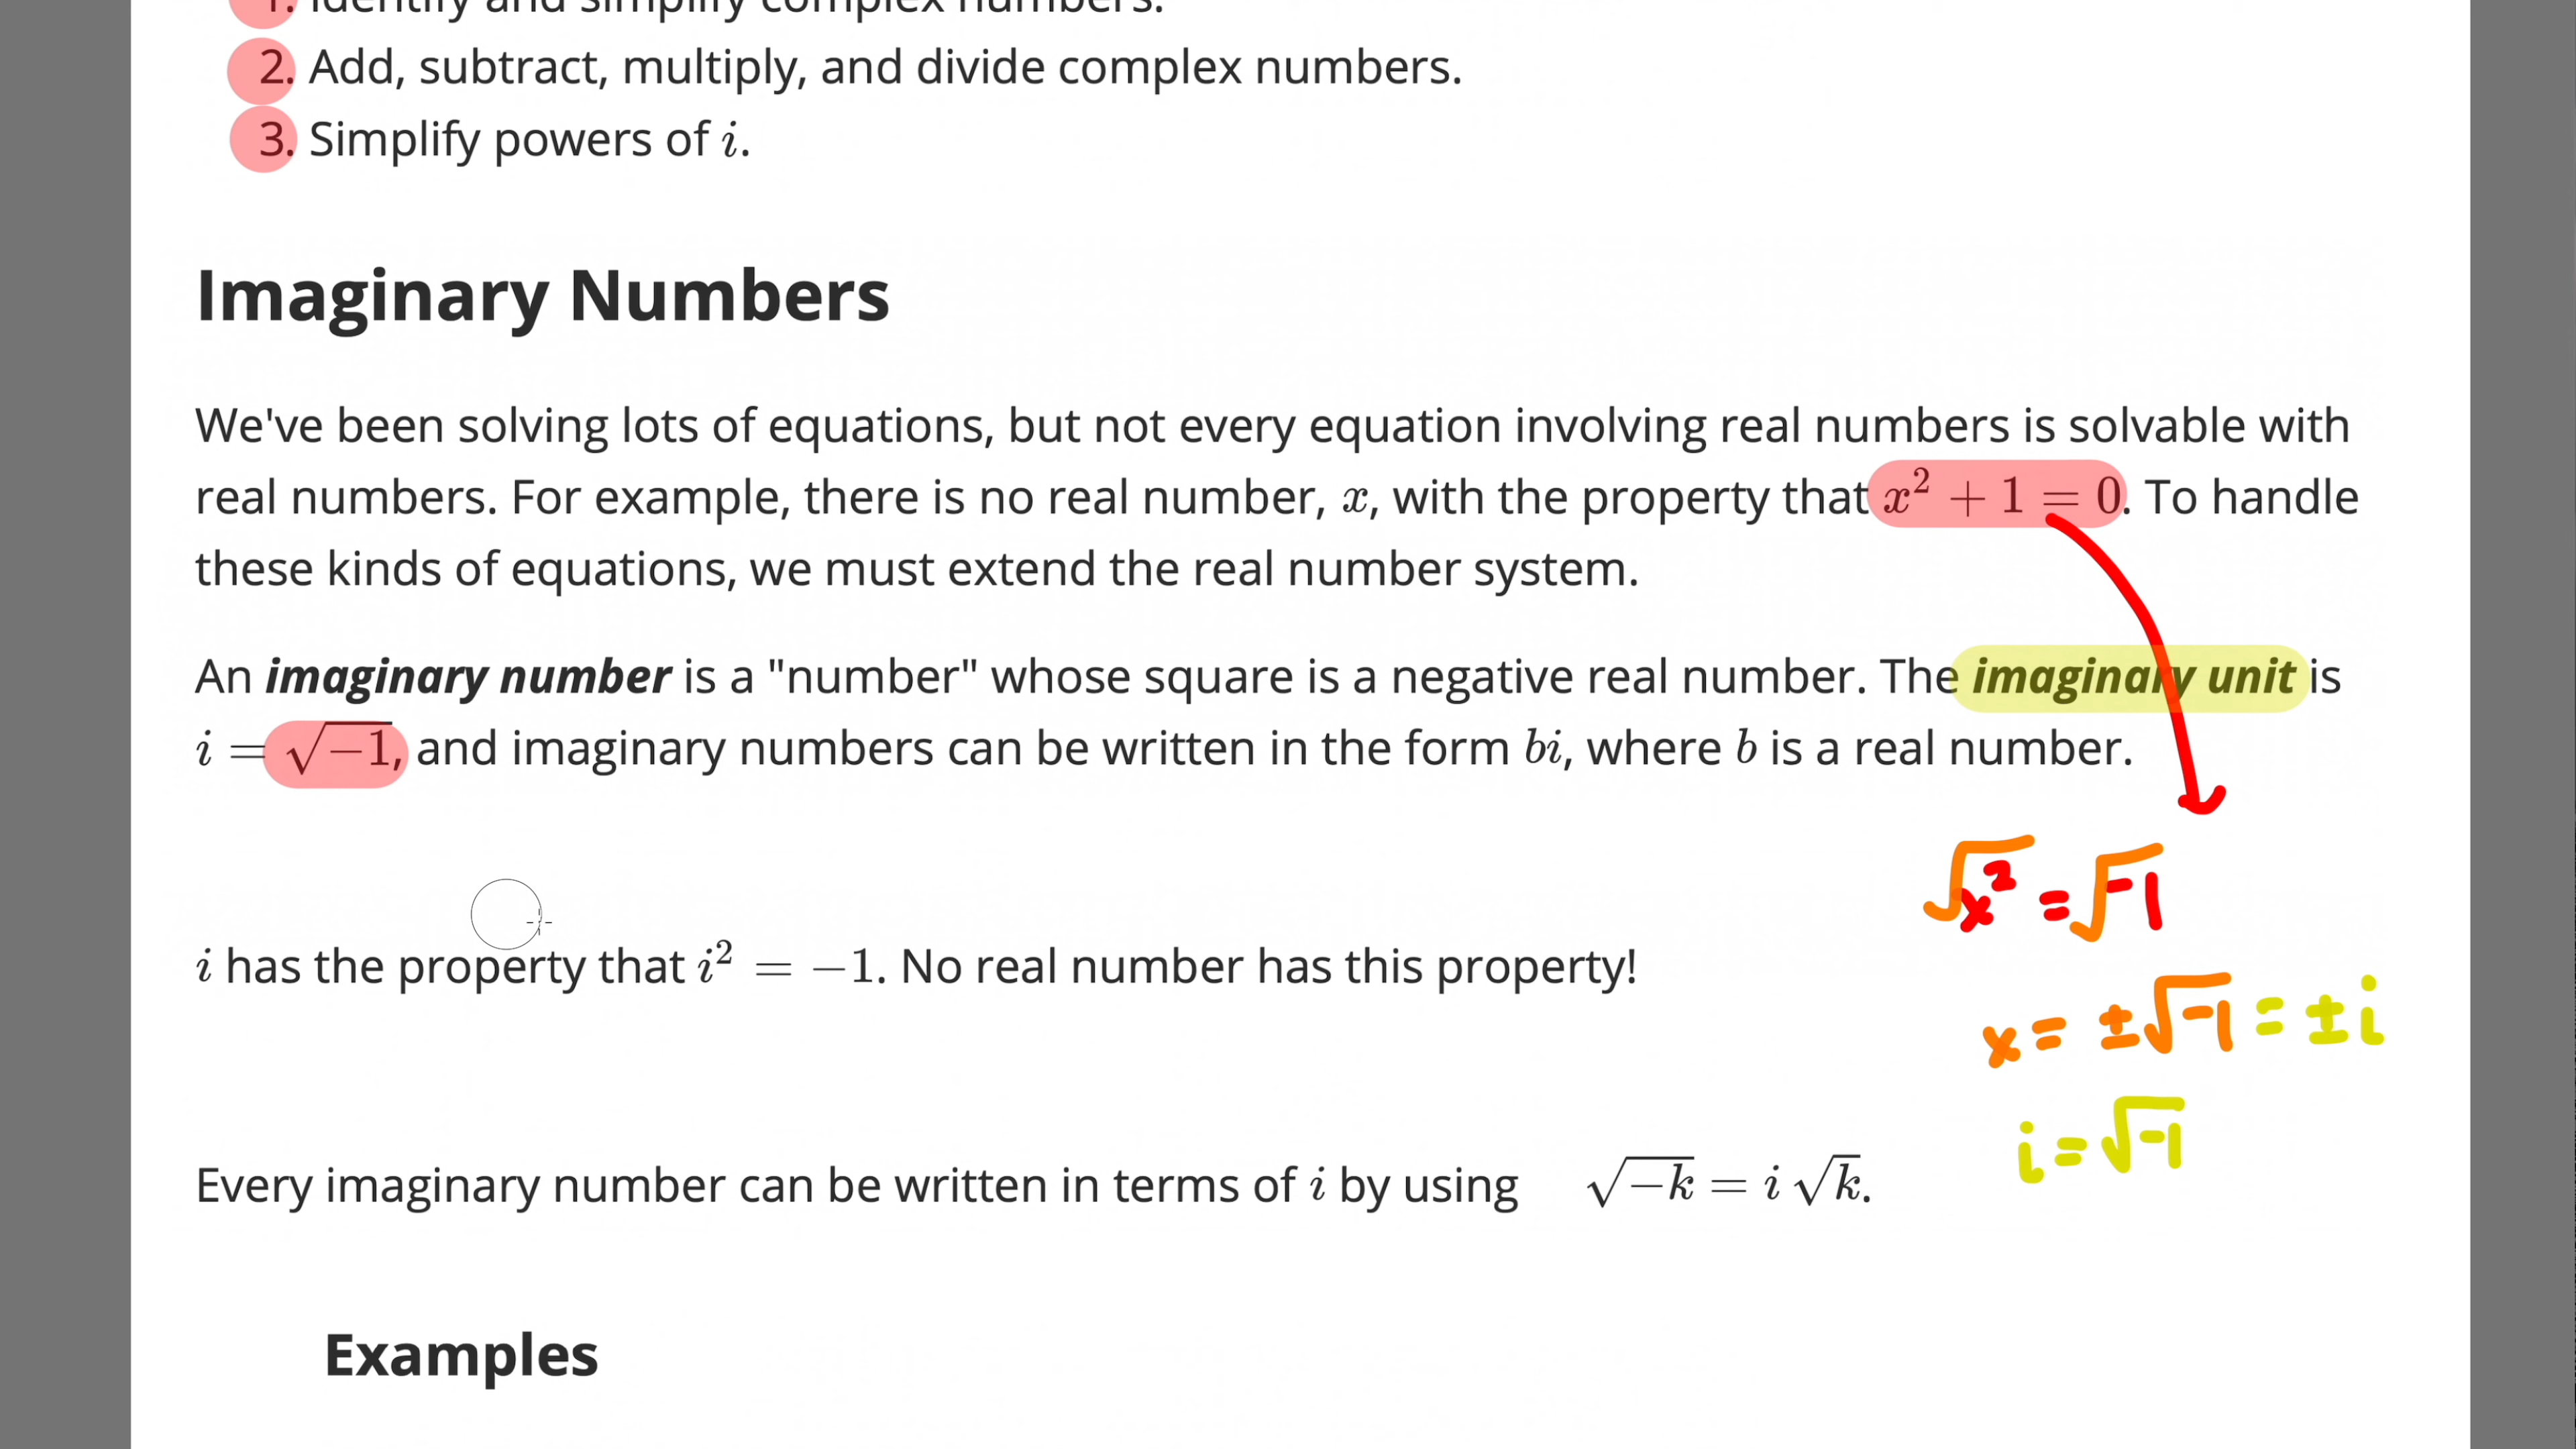 1. Identify and simplify complex numbers.
2. Add, subtract, multiply, and divide complex numbers.
3. Simplify powers of i.
Imaginary Numbers
We've been solving lots of equations, but not every equation involving real numbers is solvable with
real numbers. For example, there is no real number, x, with the property that x² + 1 = 0. To handle
these kinds of equations, we must extend the real number system.
An imaginary number is a "number" whose square is a negative real number. The imaginary unit is
i = √−1, and imaginary numbers can be written in the form bi, where b is a real number.
√x² = √-1
i has the property that i² = −1. No real number has this property!
x = ±√-1 = ±i
i = √-1
Every imaginary number can be written in terms of i by using √−k = i √k.
Examples